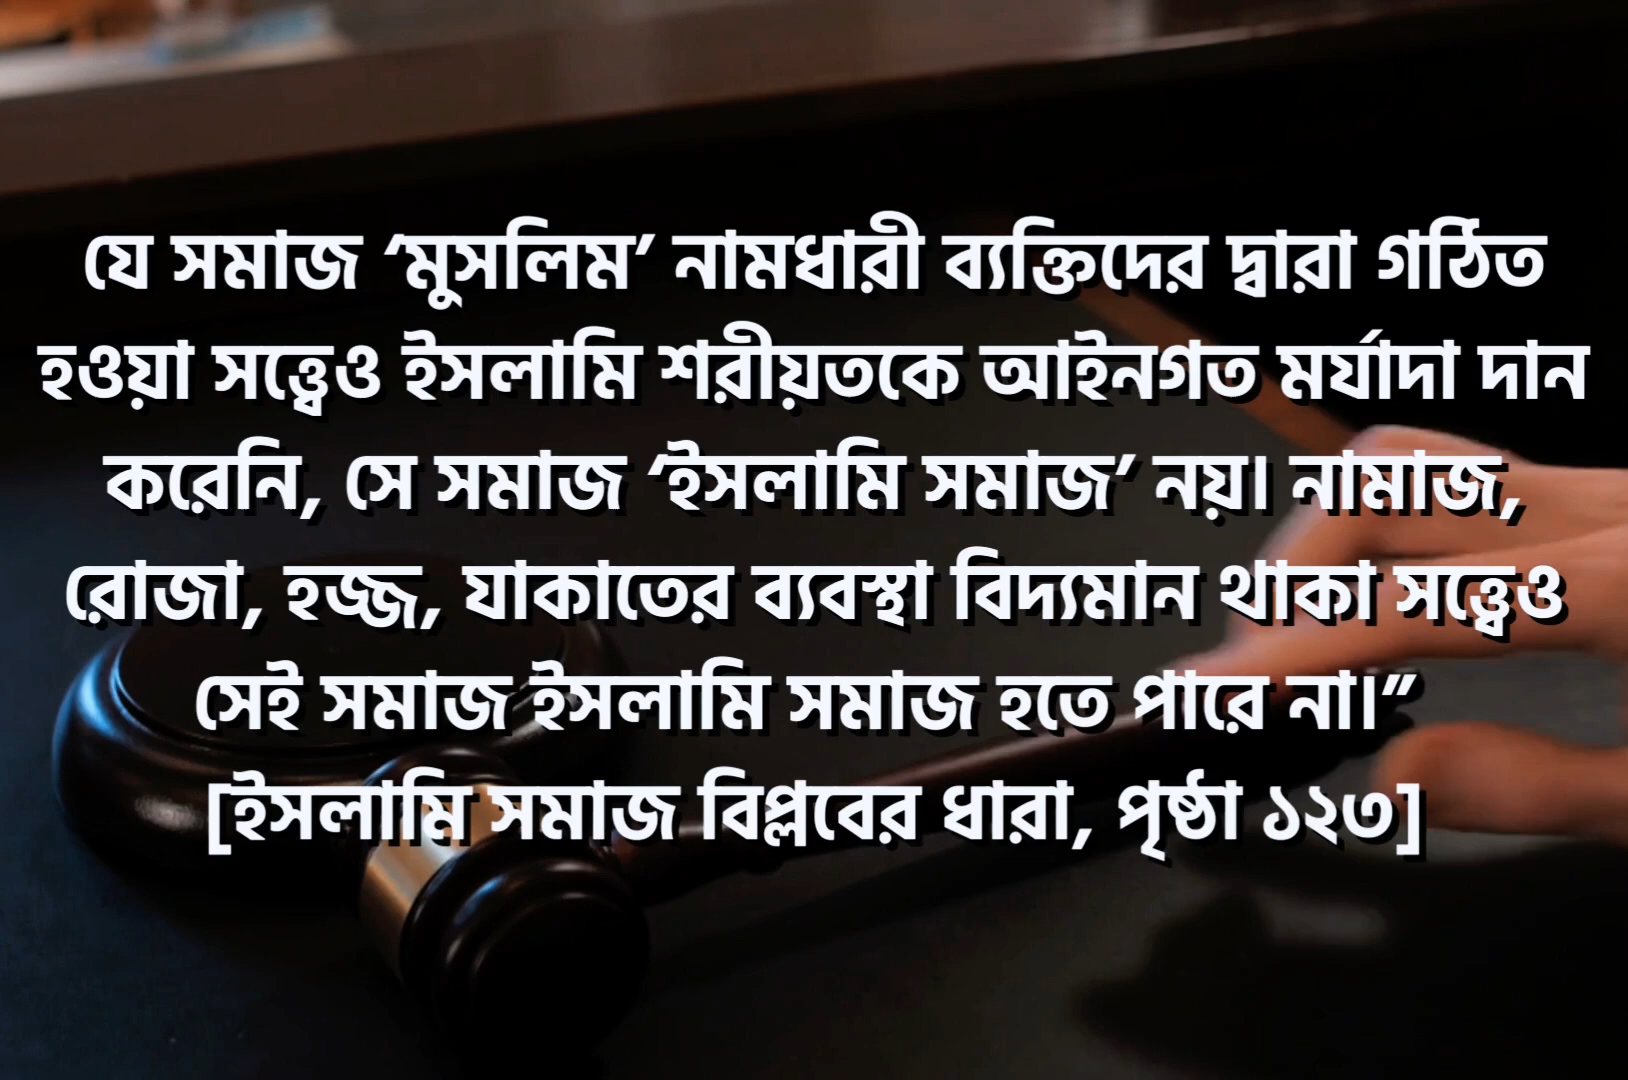 যে সমাজ ‘মুসলিম’ নামধারী ব্যক্তিদের দ্বারা গঠিত
হওয়া সত্ত্বেও ইসলামি শরীয়তকে আইনগত মর্যাদা দান
করেনি, সে সমাজ ‘ইসলামি সমাজ’ নয়। নামাজ,
রোজা, হজ্জ, যাকাতের ব্যবস্থা বিদ্যমান থাকা সত্ত্বেও
সেই সমাজ ইসলামি সমাজ হতে পারে না।”
[ইসলামি সমাজ বিপ্লবের ধারা, পৃষ্ঠা ১২৩]